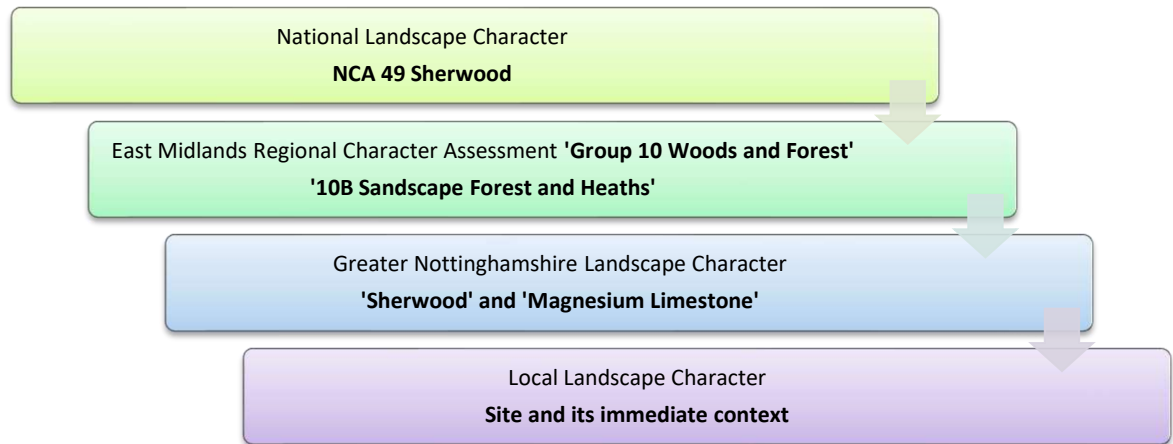 National Landscape Character
NCA 49 Sherwood
East Midlands Regional Character Assessment 'Group 10 Woods and Forest'
'10B Sandscape Forest and Heaths'
Greater Nottinghamshire Landscape Character
'Sherwood' and 'Magnesium Limestone'
Local Landscape Character
Site and its immediate context